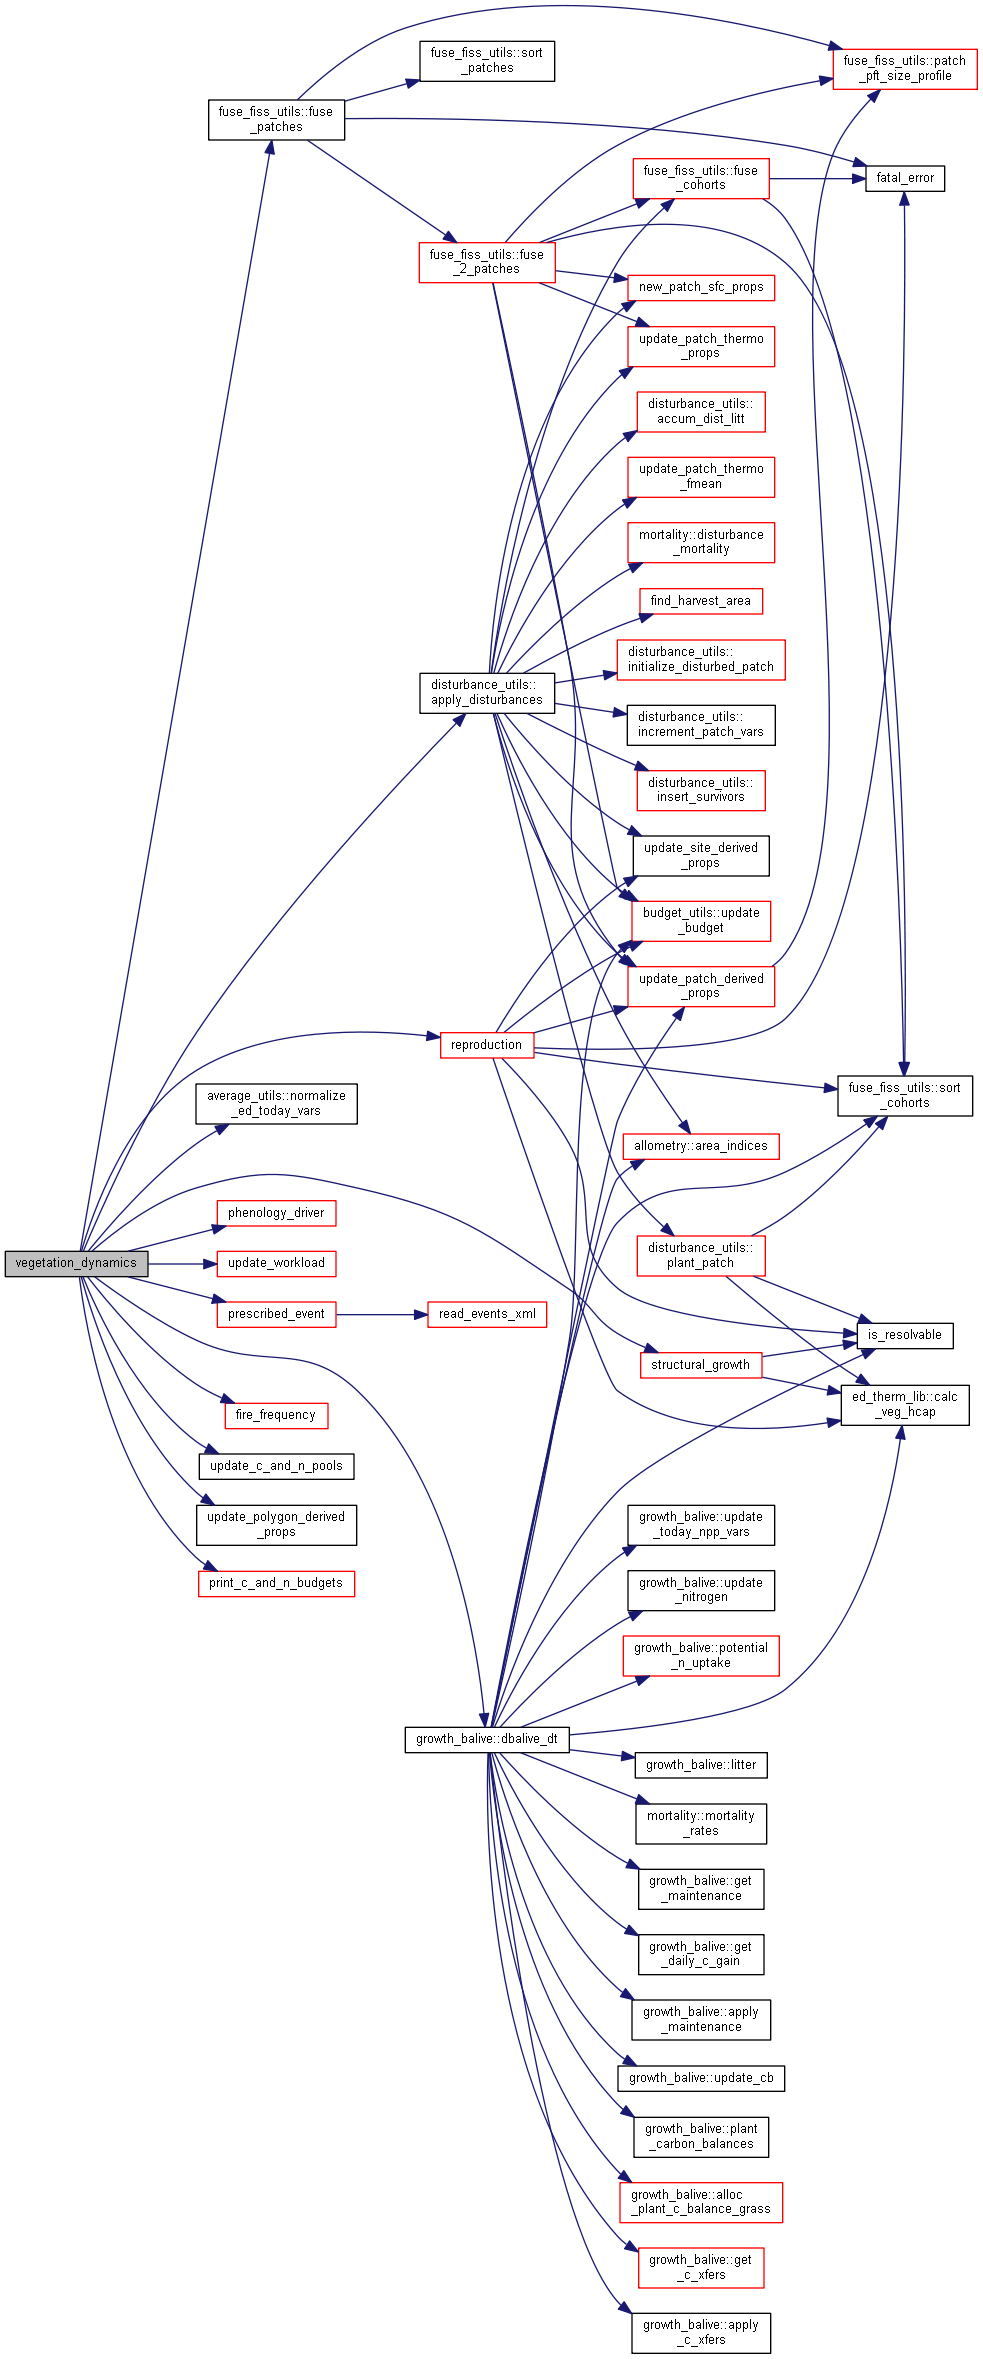 fuse_fiss_utils::sort
_patches
fuse_fiss_utils::patch
_pft_size_profile
fuse_fiss_utils::fuse
_patches
fatal_error
fuse_fiss_utils::fuse
_cohorts
fuse_fiss_utils::fuse
_2_patches
new_patch_sfc_props
update_patch_thermo
_props
disturbance_utils::
accum_dist_litt
update_patch_thermo
_fmean
mortality::disturbance
_mortality
find_harvest_area
disturbance_utils::
initialize_disturbed_patch
disturbance_utils::
apply_disturbances
disturbance_utils::
increment_patch_vars
disturbance_utils::
insert_survivors
update_site_derived
_props
budget_utils::update
_budget
update_patch_derived
_props
reproduction
fuse_fiss_utils::sort
_cohorts
average_utils::normalize
_ed_today_vars
allometry::area_indices
phenology_driver
disturbance_utils::
plant_patch
vegetation_dynamics
update_workload
prescribed_event
read_events_xml
is_resolvable
structural_growth
ed_therm_lib::calc
_veg_hcap
fire_frequency
update_c_and_n_pools
update_polygon_derived
_props
growth_balive::update
_today_npp_vars
print_c_and_n_budgets
growth_balive::update
_nitrogen
growth_balive::potential
_n_uptake
growth_balive::dbalive_dt
growth_balive::litter
mortality::mortality
_rates
growth_balive::get
_maintenance
growth_balive::get
_daily_c_gain
growth_balive::apply
_maintenance
growth_balive::update_cb
growth_balive::plant
_carbon_balances
growth_balive::alloc
_plant_c_balance_grass
growth_balive::get
_c_xfers
growth_balive::apply
_c_xfers